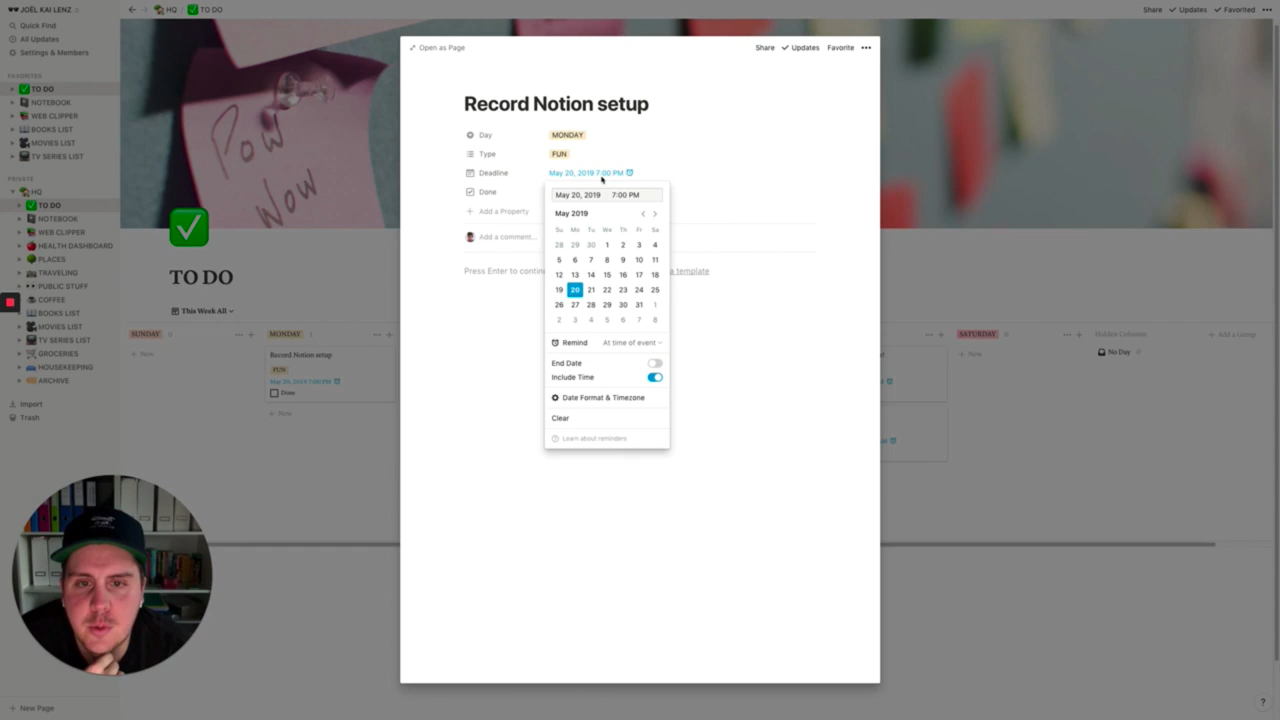 JOËL KAI LENZ
HQ / TO DO
Share Updates Favorited
Quick Find
All Updates
Settings & Members
FAVORITES
TO DO
NOTEBOOK
WEB CLIPPER
BOOKS LIST
MOVIES LIST
TV SERIES LIST
PRIVATE
HQ
TO DO
NOTEBOOK
WEB CLIPPER
HEALTH DASHBOARD
PLACES
TRAVELING
PUBLIC STUFF
COFFEE
BOOKS LIST
MOVIES LIST
TV SERIES LIST
GROCERIES
HOUSEKEEPING
ARCHIVE
Import
Trash
New Page
Pow
Wow
TO DO
This Week All
SUNDAY 0
New
MONDAY 1
Record Notion setup
FUN
May 20, 2019 7:00 PM
Done
New
SATURDAY 0
New
Hidden Columns
No Day
Add a Group
Open as Page
Share Updates Favorite
Record Notion setup
Day MONDAY
Type FUN
Deadline May 20, 2019 7:00 PM
Done
Add a Property
Add a comment...
Press Enter to contin
a template
May 20, 2019 7:00 PM
May 2019
Su Mo Tu We Th Fr Sa
28 29 30 1 2 3 4
5 6 7 8 9 10 11
12 13 14 15 16 17 18
19 20 21 22 23 24 25
26 27 28 29 30 31 1
2 3 4 5 6 7 8
Remind At time of event
End Date
Include Time
Date Format & Timezone
Clear
Learn about reminders
?